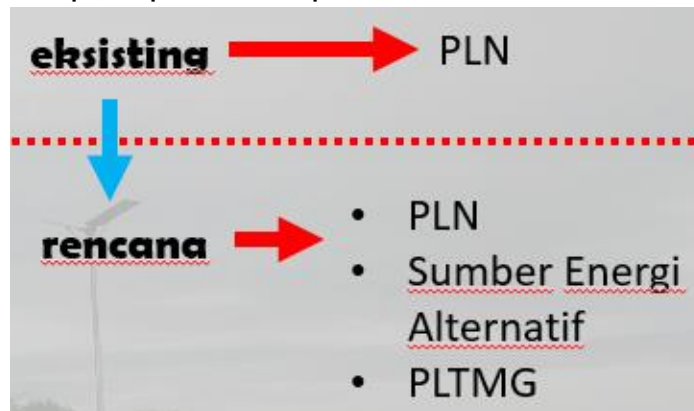 eksisting
PLN
rencana
• PLN
• Sumber Energi
Alternatif
• PLTMG